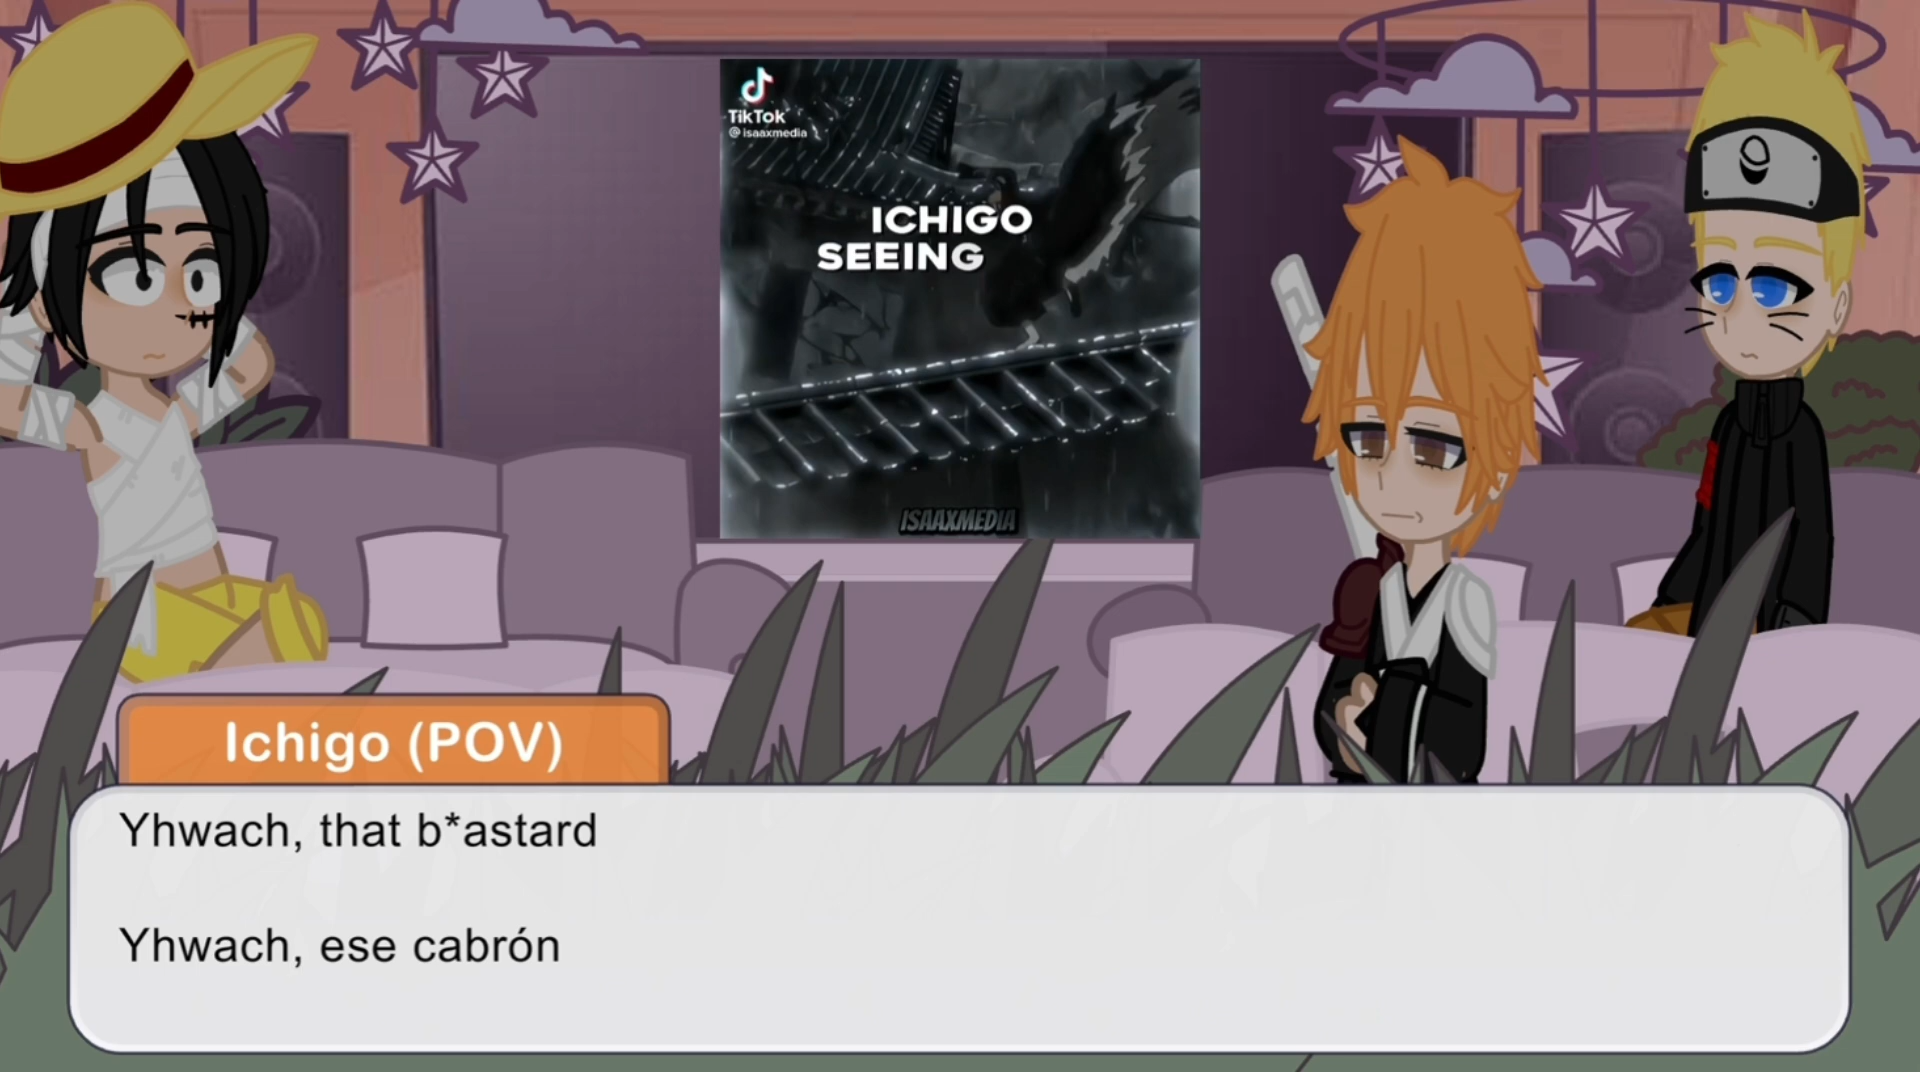 TikTok
@isaaxmedia
ICHIGO
SEEING
ISAAXMEDIA
Ichigo (POV)
Yhwach, that b*astard
Yhwach, ese cabrón